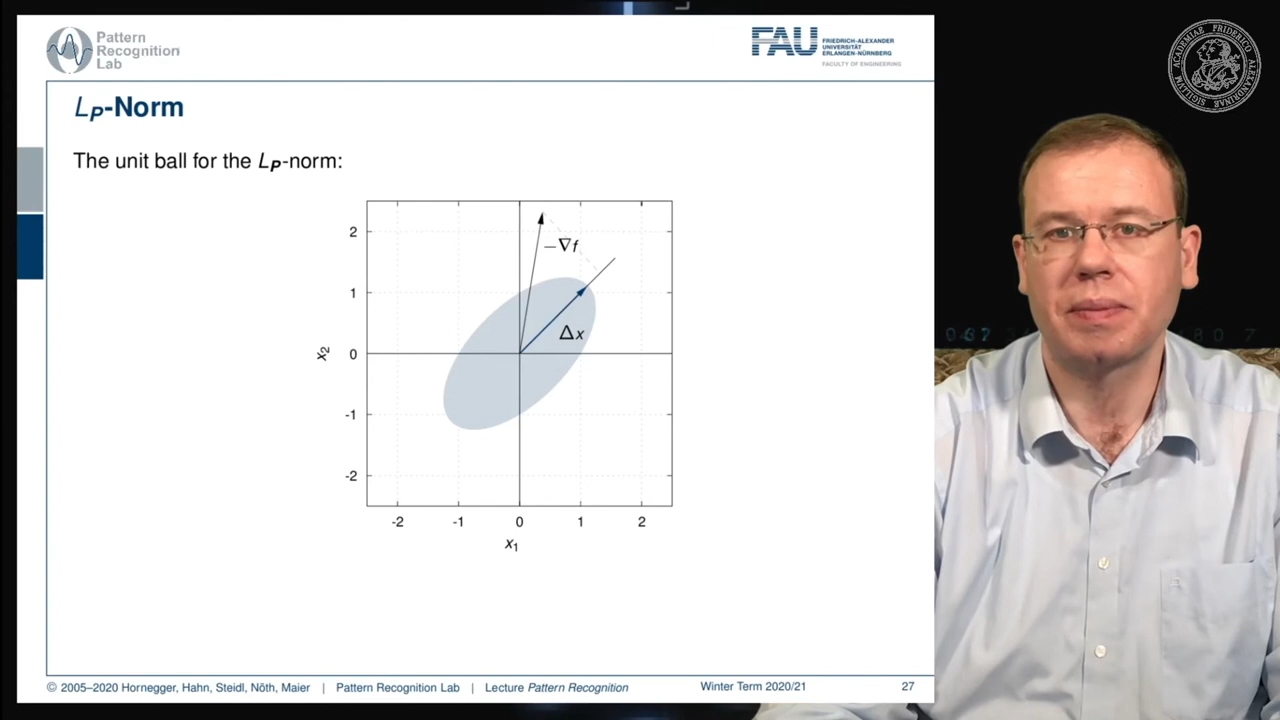 Pattern
Recognition
Lab
FAU
FRIEDRICH-ALEXANDER
UNIVERSITÄT
ERLANGEN-NÜRNBERG
FACULTY OF ENGINEERING
L_P-Norm
The unit ball for the L_P-norm:
2
1
0
-1
-2
x₂
−∇f
Δx
-2 -1 0 1 2
x₁
© 2005–2020 Hornegger, Hahn, Steidl, Nöth, Maier | Pattern Recognition Lab | Lecture Pattern Recognition Winter Term 2020/21 27